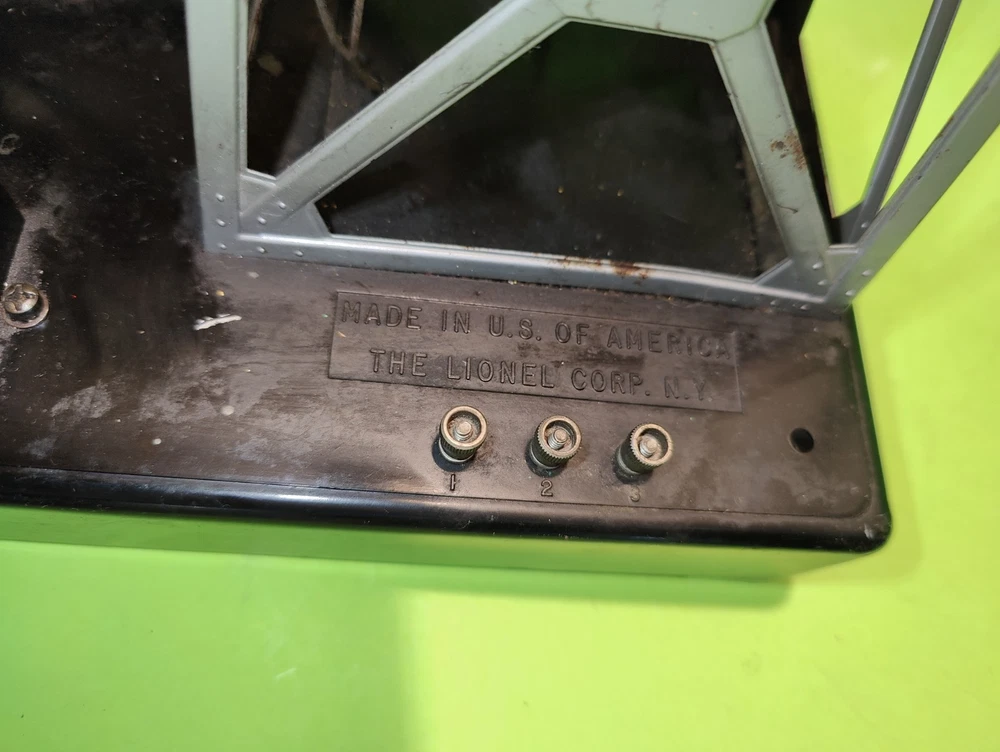 MADE IN U.S. OF AMERICA
THE LIONEL CORP. N.Y.
1 2 3